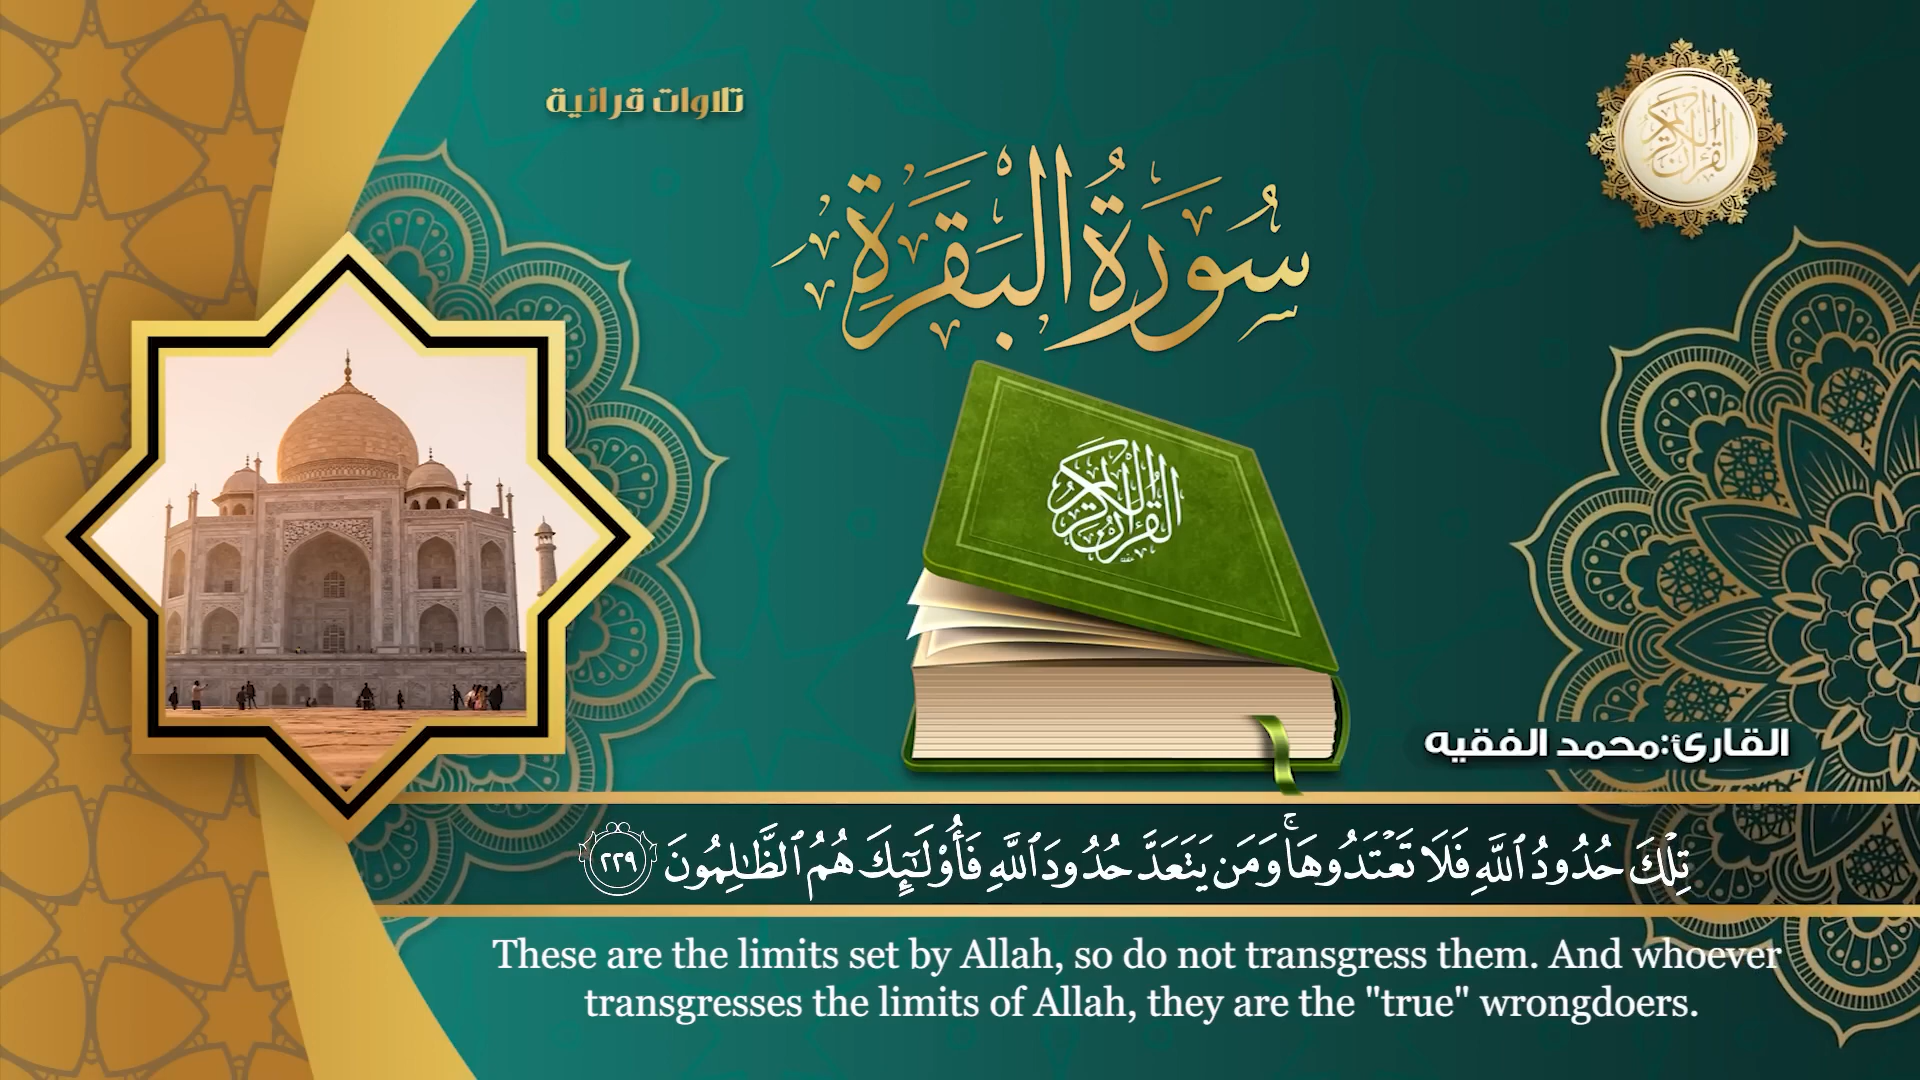 تلاوات قرانية
القرآن الكريم
سُورَةُ البَقَرَةِ
القرآن الكريم
القارئ:محمد الفقيه
تِلْكَ حُدُودُ ٱللَّهِ فَلَا تَعْتَدُوهَاۚ وَمَن يَتَعَدَّ حُدُودَ ٱللَّهِ فَأُوْلَـٰٓئِكَ هُمُ ٱلظَّـٰلِمُونَ ٢٢٩
These are the limits set by Allah, so do not transgress them. And whoever
transgresses the limits of Allah, they are the "true" wrongdoers.